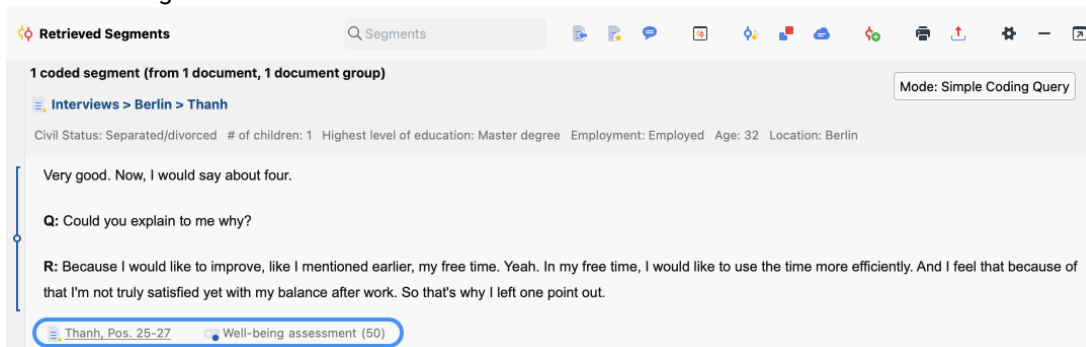 Retrieved Segments
Segments
1 coded segment (from 1 document, 1 document group)
Mode: Simple Coding Query
Interviews > Berlin > Thanh
Civil Status: Separated/divorced # of children: 1 Highest level of education: Master degree Employment: Employed Age: 32 Location: Berlin
Very good. Now, I would say about four.
Q: Could you explain to me why?
R: Because I would like to improve, like I mentioned earlier, my free time. Yeah. In my free time, I would like to use the time more efficiently. And I feel that because of
that I'm not truly satisfied yet with my balance after work. So that's why I left one point out.
Thanh, Pos. 25-27 Well-being assessment (50)